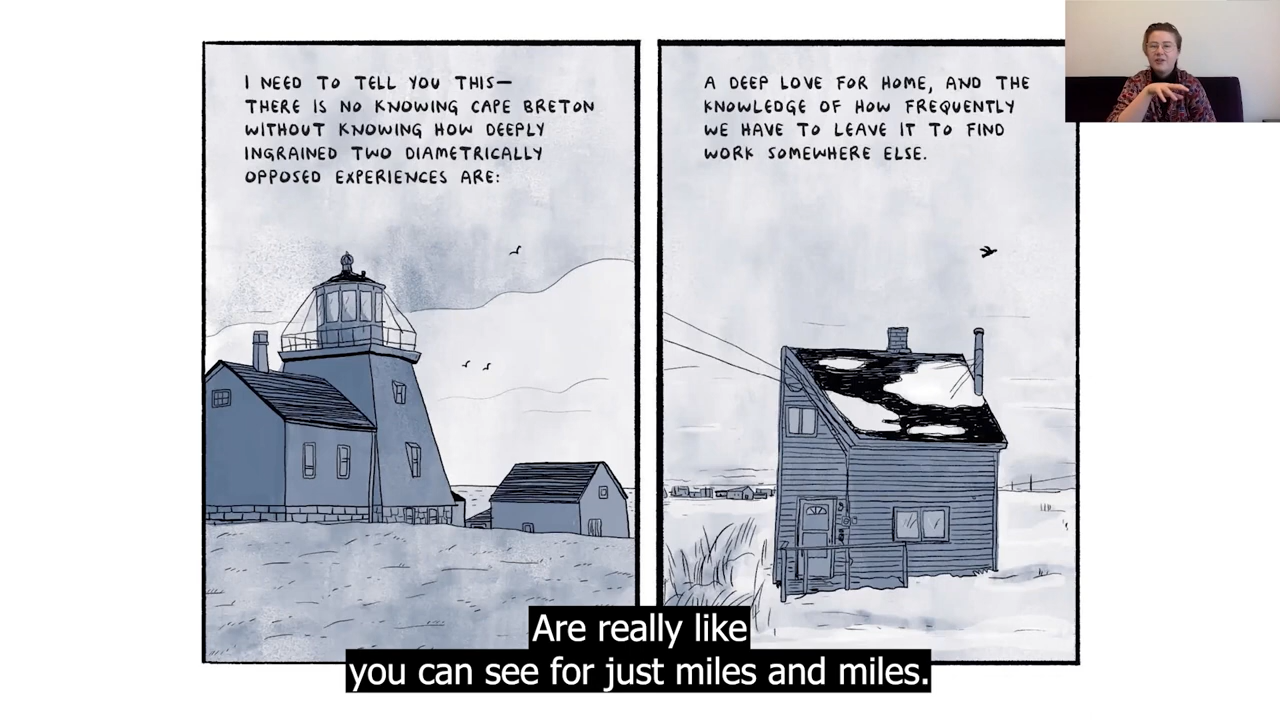 I NEED TO TELL YOU THIS—
THERE IS NO KNOWING CAPE BRETON
WITHOUT KNOWING HOW DEEPLY
INGRAINED TWO DIAMETRICALLY
OPPOSED EXPERIENCES ARE:
A DEEP LOVE FOR HOME, AND THE
KNOWLEDGE OF HOW FREQUENTLY
WE HAVE TO LEAVE IT TO FIND
WORK SOMEWHERE ELSE.
Are really like
you can see for just miles and miles.